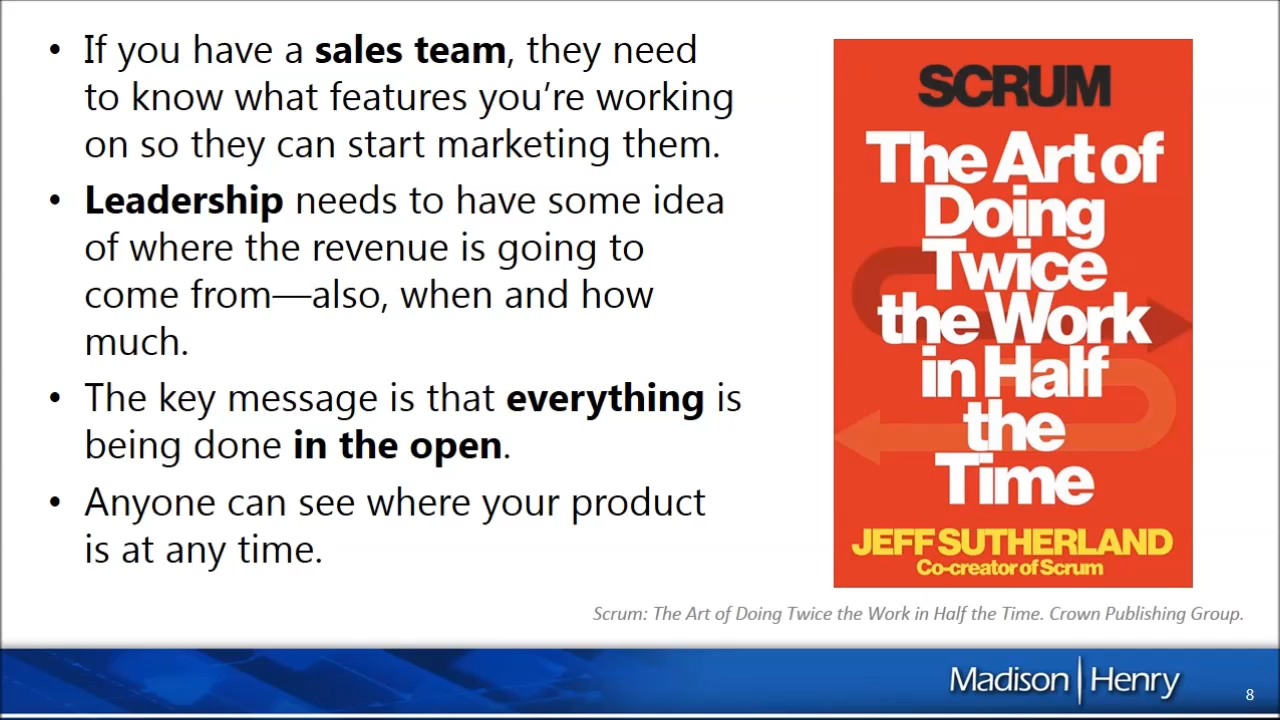 • If you have a sales team, they need
to know what features you’re working
on so they can start marketing them.
• Leadership needs to have some idea
of where the revenue is going to
come from—also, when and how
much.
• The key message is that everything is
being done in the open.
• Anyone can see where your product
is at any time.
SCRUM
The Art of
Doing
Twice
the Work
in Half
the
Time
JEFF SUTHERLAND
Co-creator of Scrum
Scrum: The Art of Doing Twice the Work in Half the Time. Crown Publishing Group.
Madison | Henry
8